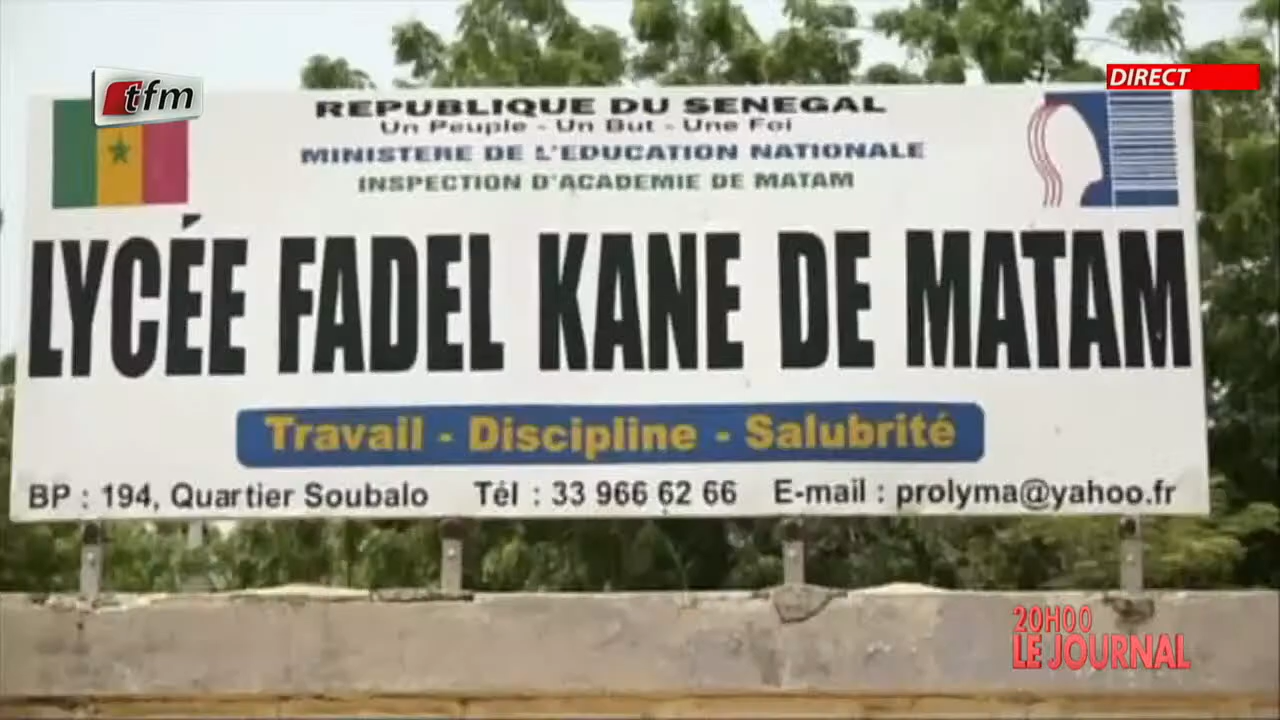 tfm
DIRECT
REPUBLIQUE DU SENEGAL
Un Peuple - Un But - Une Foi
MINISTERE DE L'EDUCATION NATIONALE
INSPECTION D'ACADEMIE DE MATAM
LYCÉE FADEL KANE DE MATAM
Travail - Discipline - Salubrité
BP : 194, Quartier Soubalo Tél : 33 966 62 66 E-mail : prolyma@yahoo.fr
20H00
LE JOURNAL